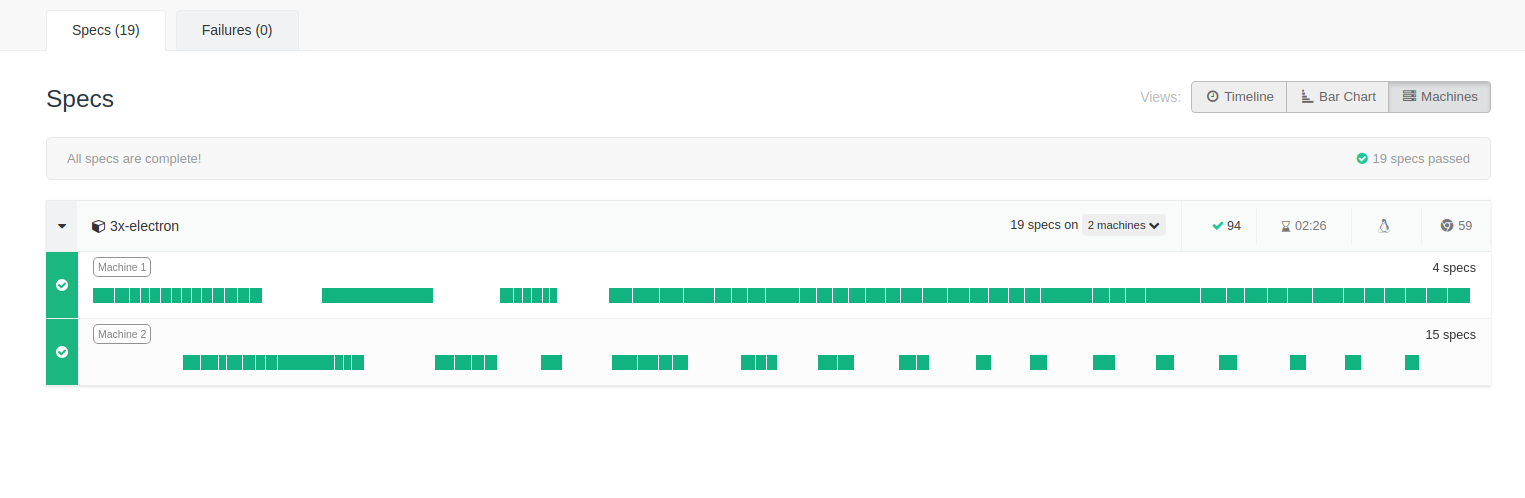 Specs (19) Failures (0)
Specs Views: Timeline Bar Chart Machines
All specs are complete! 19 specs passed
3x-electron 19 specs on 2 machines 94 02:26 59
Machine 1 4 specs
Machine 2 15 specs